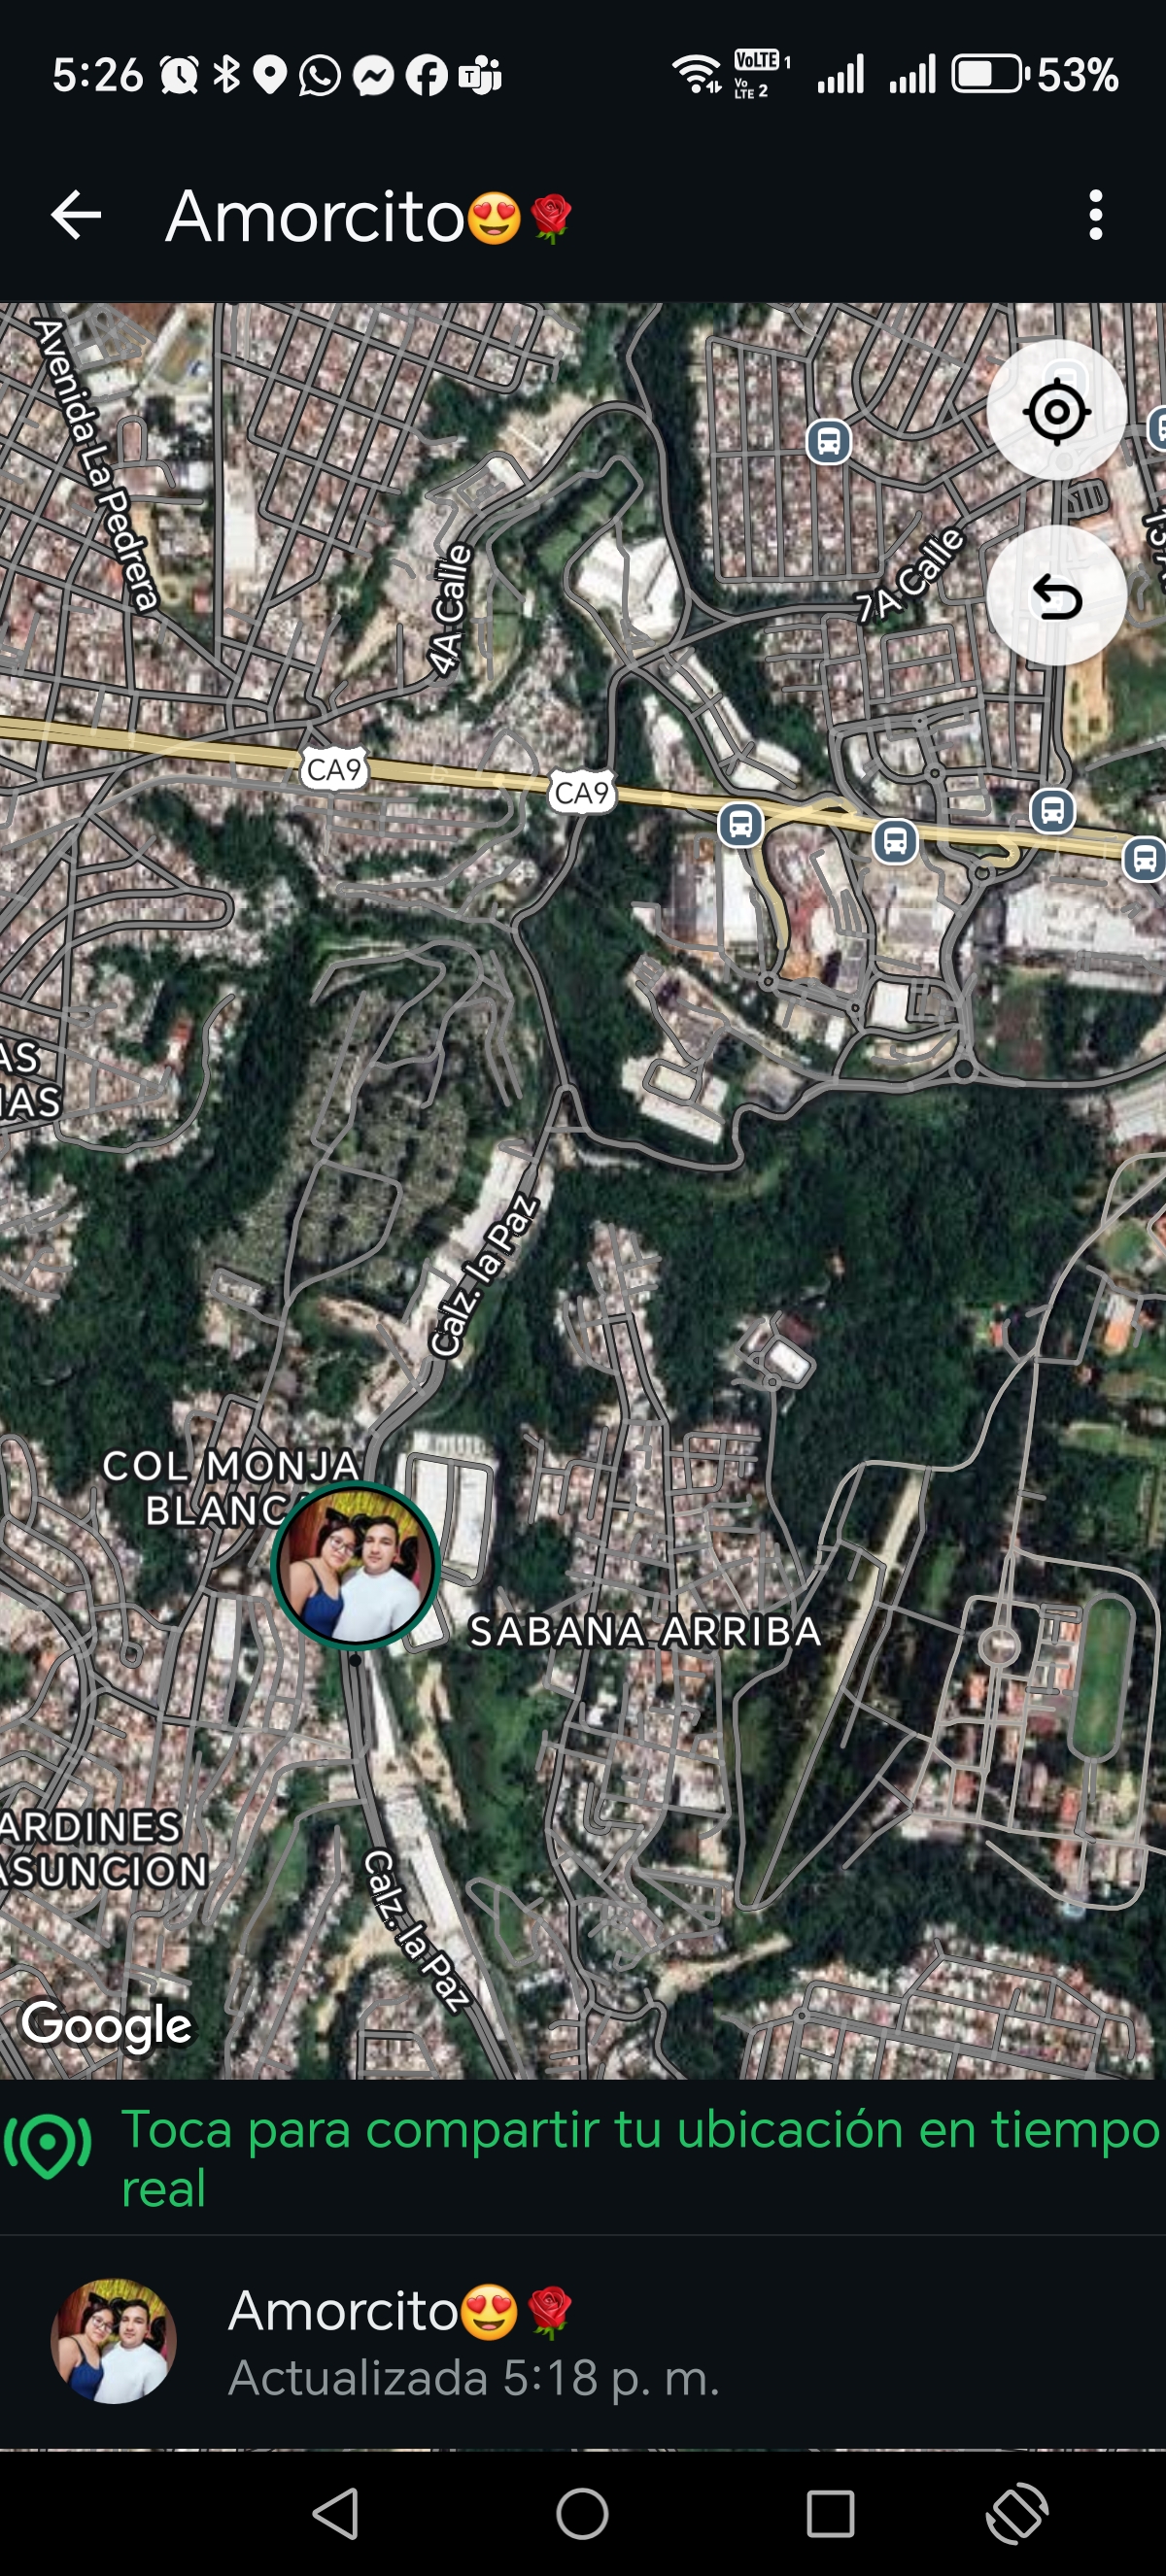 5:26
VoLTE 1
Vo
LTE 2
53%
Amorcito😍🌹
Avenida La Pedrera
4A Calle
7A Calle
13
CA9
CA9
AS
IAS
Calz. la Paz
COL MONJA
BLANCA
SABANA ARRIBA
ARDINES
ASUNCION
Calz. la Paz
Google
Toca para compartir tu ubicación en tiempo
real
Amorcito😍🌹
Actualizada 5:18 p. m.